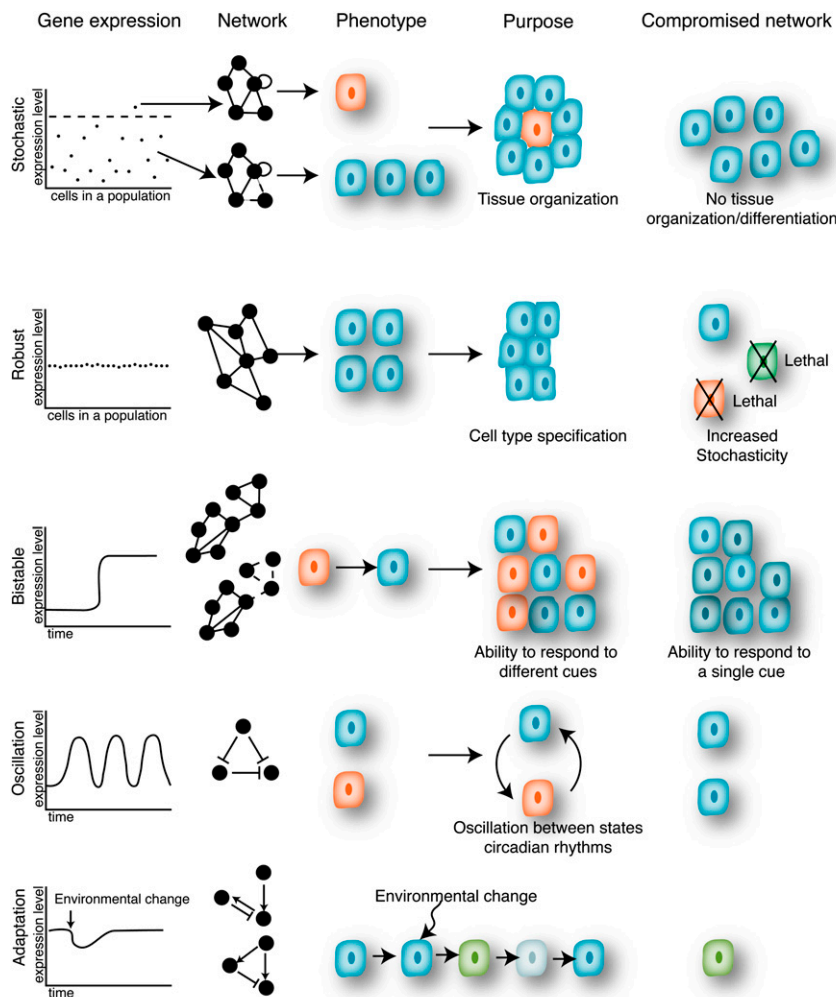 Gene expression
Network
Phenotype
Purpose
Compromised network
Stochastic
expression level
cells in a population
Tissue organization
No tissue
organization/differentiation
Robust
expression level
cells in a population
Cell type specification
Lethal
Lethal
Increased
Stochasticity
Bistable
expression level
time
Ability to respond to
different cues
Ability to respond to
a single cue
Oscillation
expression level
time
Oscillation between states
circadian rhythms
Adaptation
expression level
Environmental change
time
Environmental change